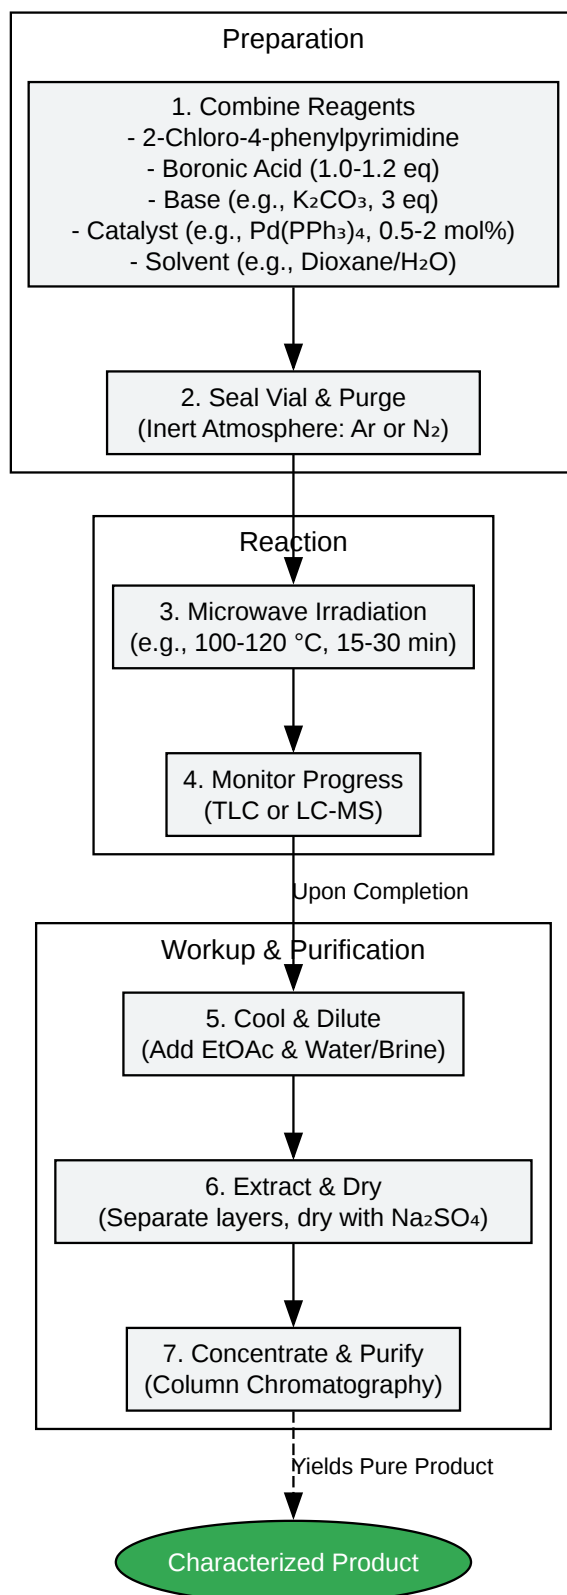 Preparation
1. Combine Reagents
- 2-Chloro-4-phenylpyrimidine
- Boronic Acid (1.0-1.2 eq)
- Base (e.g., K₂CO₃, 3 eq)
- Catalyst (e.g., Pd(PPh₃)₄, 0.5-2 mol%)
- Solvent (e.g., Dioxane/H₂O)
2. Seal Vial & Purge
(Inert Atmosphere: Ar or N₂)
Reaction
3. Microwave Irradiation
(e.g., 100-120 °C, 15-30 min)
4. Monitor Progress
(TLC or LC-MS)
Upon Completion
Workup & Purification
5. Cool & Dilute
(Add EtOAc & Water/Brine)
6. Extract & Dry
(Separate layers, dry with Na₂SO₄)
7. Concentrate & Purify
(Column Chromatography)
Yields Pure Product
Characterized Product